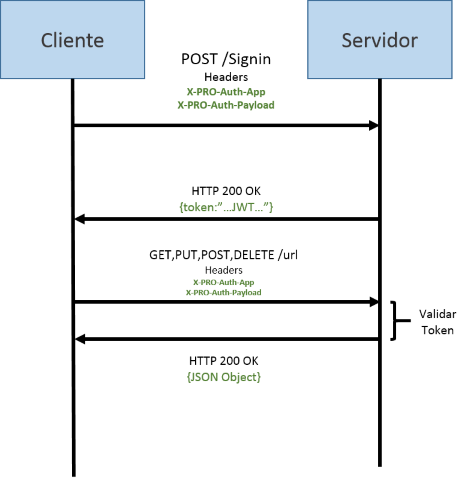 Cliente
Servidor
POST /Signin
Headers
X-PRO-Auth-App
X-PRO-Auth-Payload
HTTP 200 OK
{token:"...JWT..."}
GET,PUT,POST,DELETE /url
Headers
X-PRO-Auth-App
X-PRO-Auth-Payload
Validar
Token
HTTP 200 OK
{JSON Object}